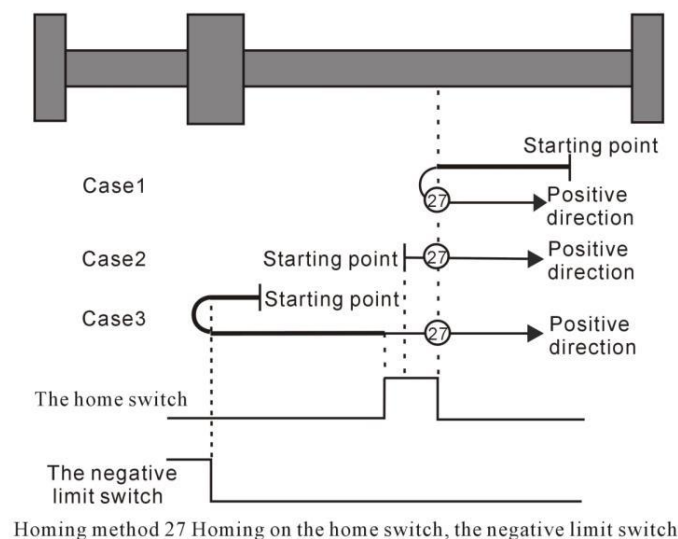 Starting point
Case1
27
Positive
direction
Case2
Starting point
27
Positive
direction
Starting point
Case3
27
Positive
direction
The home switch
The negative
limit switch
Homing method 27 Homing on the home switch, the negative limit switch